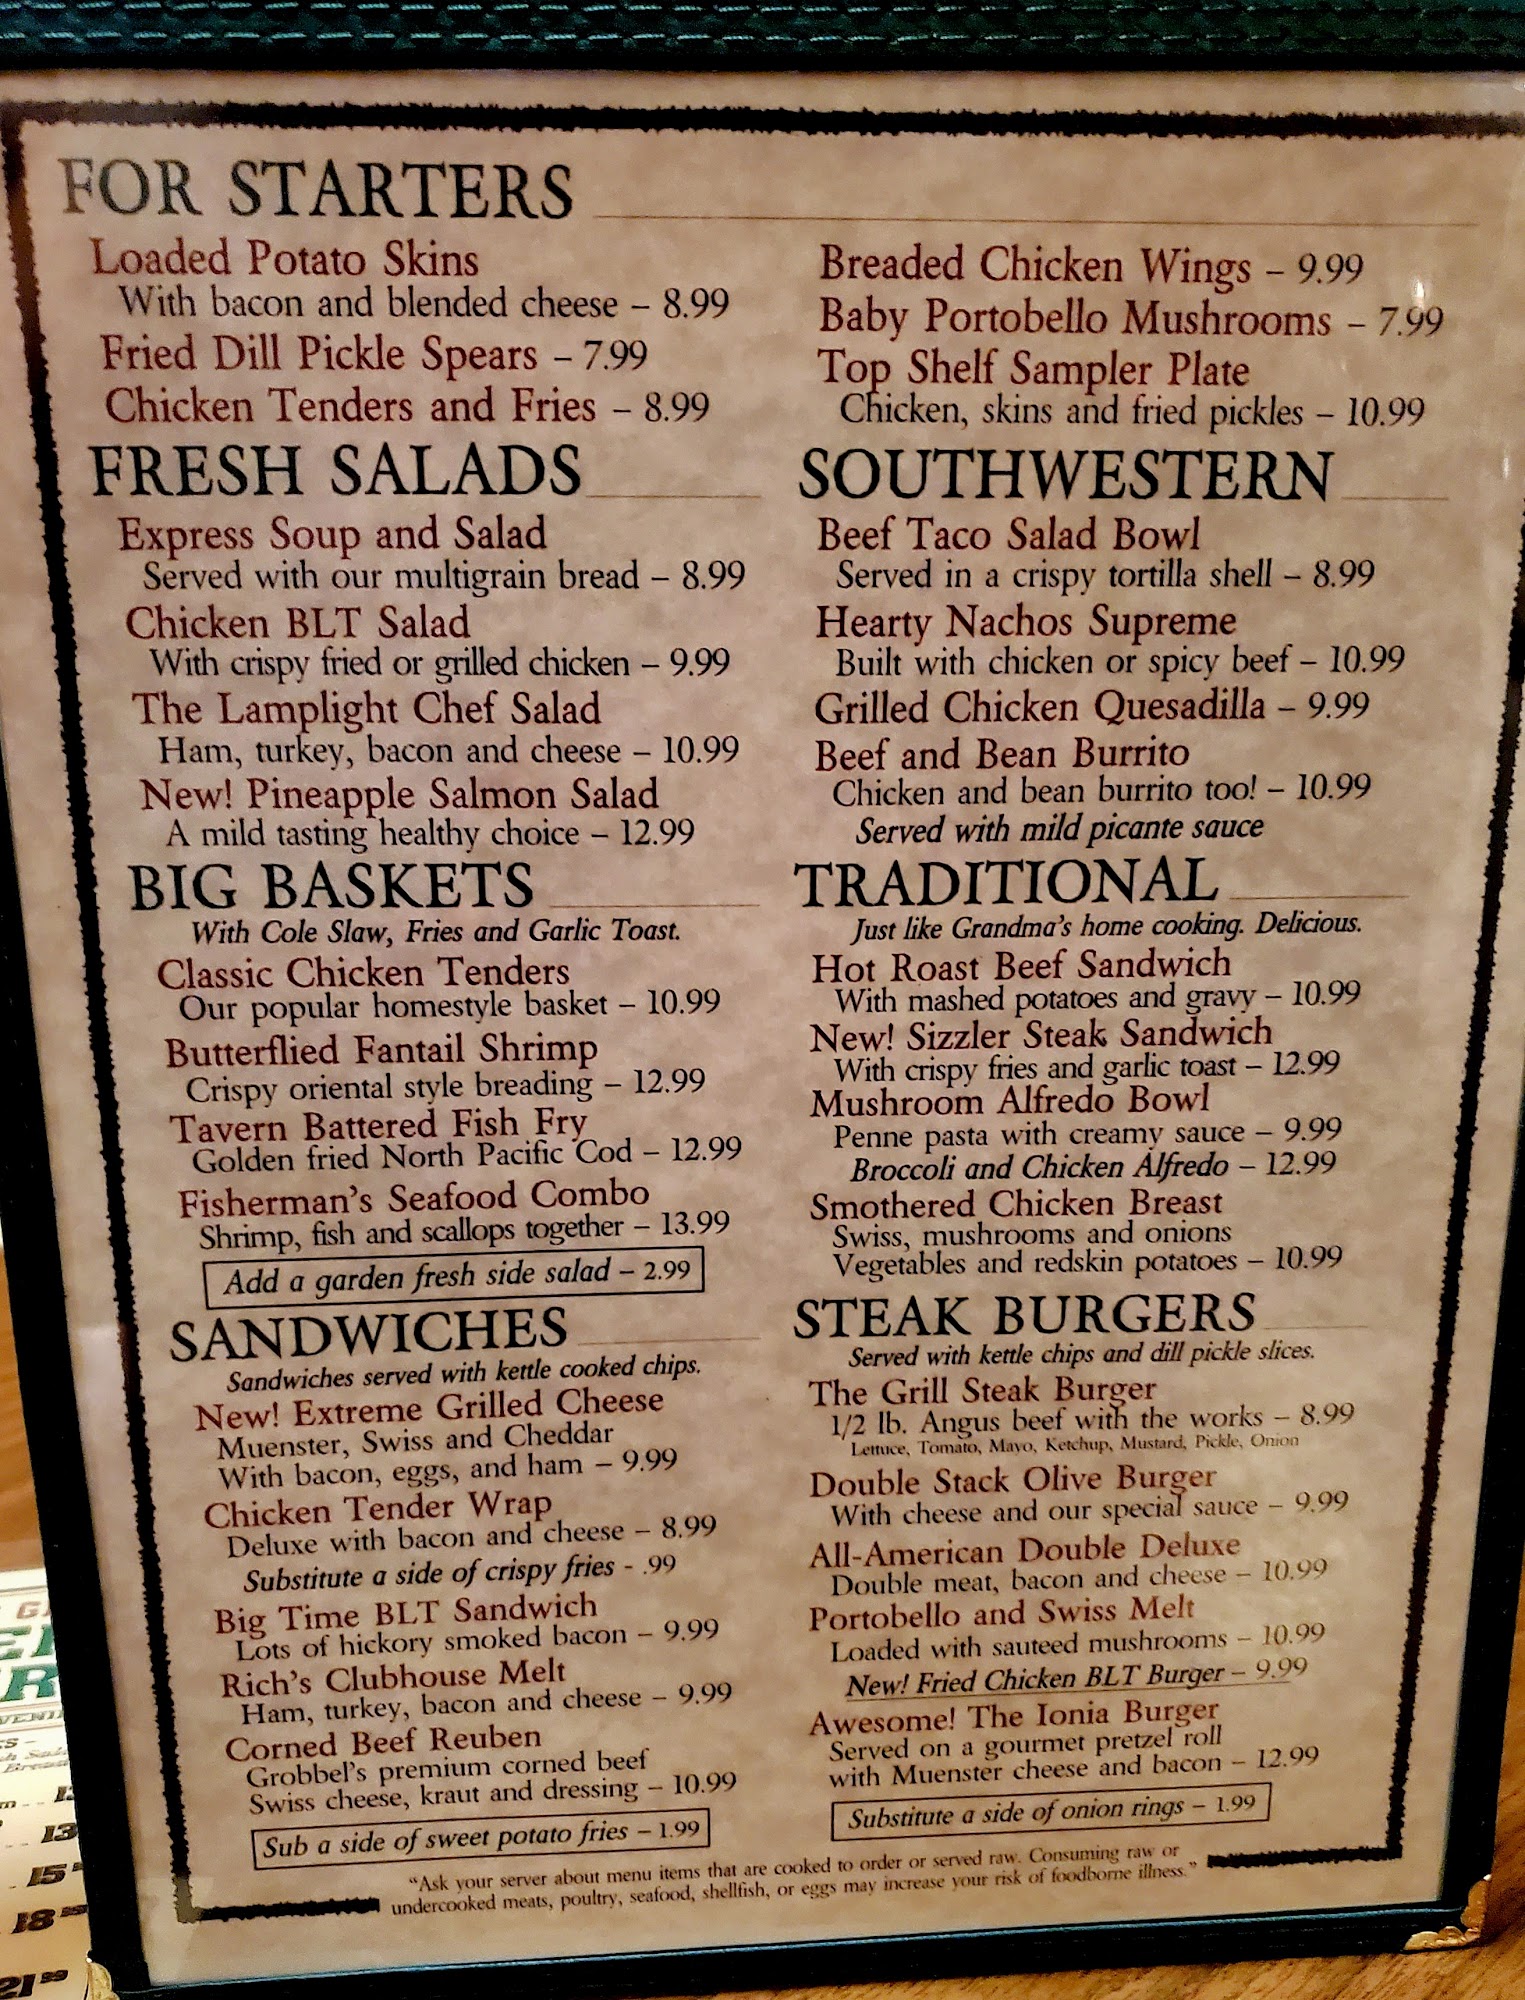 FOR STARTERS
Loaded Potato Skins
With bacon and blended cheese – 8.99
Fried Dill Pickle Spears – 7.99
Chicken Tenders and Fries – 8.99
Breaded Chicken Wings – 9.99
Baby Portobello Mushrooms – 7.99
Top Shelf Sampler Plate
Chicken, skins and fried pickles – 10.99
FRESH SALADS
Express Soup and Salad
Served with our multigrain bread – 8.99
Chicken BLT Salad
With crispy fried or grilled chicken – 9.99
The Lamplight Chef Salad
Ham, turkey, bacon and cheese – 10.99
New! Pineapple Salmon Salad
A mild tasting healthy choice – 12.99
SOUTHWESTERN
Beef Taco Salad Bowl
Served in a crispy tortilla shell – 8.99
Hearty Nachos Supreme
Built with chicken or spicy beef – 10.99
Grilled Chicken Quesadilla – 9.99
Beef and Bean Burrito
Chicken and bean burrito too! – 10.99
Served with mild picante sauce
BIG BASKETS
With Cole Slaw, Fries and Garlic Toast.
Classic Chicken Tenders
Our popular homestyle basket – 10.99
Butterflied Fantail Shrimp
Crispy oriental style breading – 12.99
Tavern Battered Fish Fry
Golden fried North Pacific Cod – 12.99
Fisherman's Seafood Combo
Shrimp, fish and scallops together – 13.99
Add a garden fresh side salad – 2.99
TRADITIONAL
Just like Grandma's home cooking. Delicious.
Hot Roast Beef Sandwich
With mashed potatoes and gravy – 10.99
New! Sizzler Steak Sandwich
With crispy fries and garlic toast – 12.99
Mushroom Alfredo Bowl
Penne pasta with creamy sauce – 9.99
Broccoli and Chicken Alfredo – 12.99
Smothered Chicken Breast
Swiss, mushrooms and onions
Vegetables and redskin potatoes – 10.99
SANDWICHES
Sandwiches served with kettle cooked chips.
New! Extreme Grilled Cheese
Muenster, Swiss and Cheddar
With bacon, eggs, and ham – 9.99
Chicken Tender Wrap
Deluxe with bacon and cheese – 8.99
Substitute a side of crispy fries - .99
Big Time BLT Sandwich
Lots of hickory smoked bacon – 9.99
Rich's Clubhouse Melt
Ham, turkey, bacon and cheese – 9.99
Corned Beef Reuben
Grobbel's premium corned beef
Swiss cheese, kraut and dressing – 10.99
Sub a side of sweet potato fries – 1.99
STEAK BURGERS
Served with kettle chips and dill pickle slices.
The Grill Steak Burger
1/2 lb. Angus beef with the works – 8.99
Lettuce, Tomato, Mayo, Ketchup, Mustard, Pickle, Onion
Double Stack Olive Burger
With cheese and our special sauce – 9.99
All-American Double Deluxe
Double meat, bacon and cheese – 10.99
Portobello and Swiss Melt
Loaded with sauteed mushrooms – 10.99
New! Fried Chicken BLT Burger – 9.99
Awesome! The Ionia Burger
Served on a gourmet pretzel roll
with Muenster cheese and bacon – 12.99
Substitute a side of onion rings – 1.99
"Ask your server about menu items that are cooked to order or served raw. Consuming raw or
undercooked meats, poultry, seafood, shellfish, or eggs may increase your risk of foodborne illness."